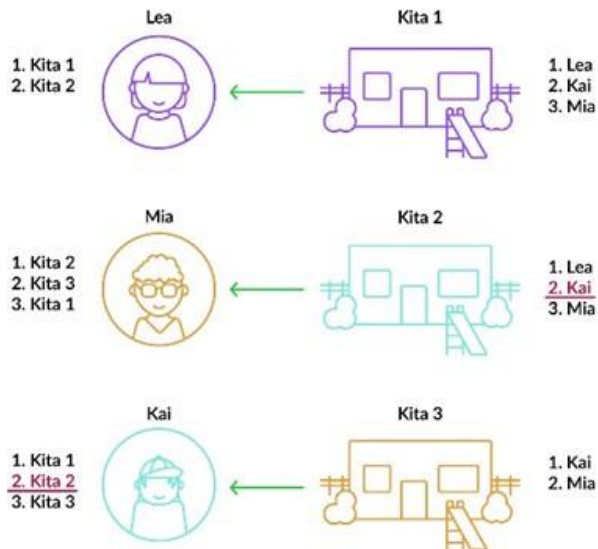 Lea
Kita 1
1. Kita 1
2. Kita 2
1. Lea
2. Kai
3. Mia
Mia
Kita 2
1. Kita 2
2. Kita 3
3. Kita 1
1. Lea
2. Kai
3. Mia
Kai
Kita 3
1. Kita 1
2. Kita 2
3. Kita 3
1. Kai
2. Mia